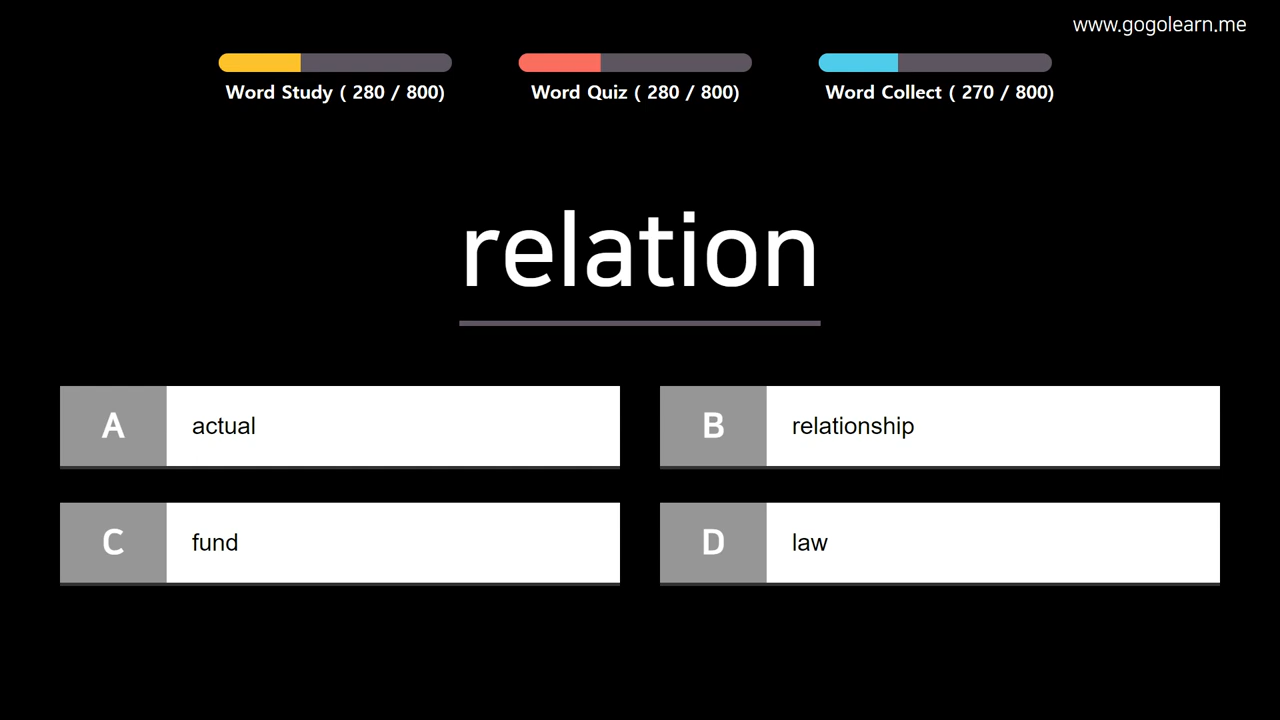 www.gogolearn.me
Word Study ( 280 / 800)
Word Quiz ( 280 / 800)
Word Collect ( 270 / 800)
relation
A actual
B relationship
C fund
D law